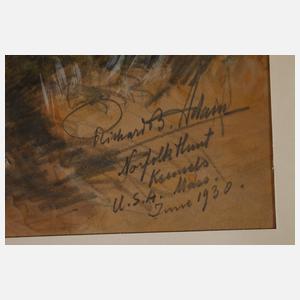 Richard B. Adam
Norfolk Hunt
Kennels
U.S.A. Mass.
June 1930.